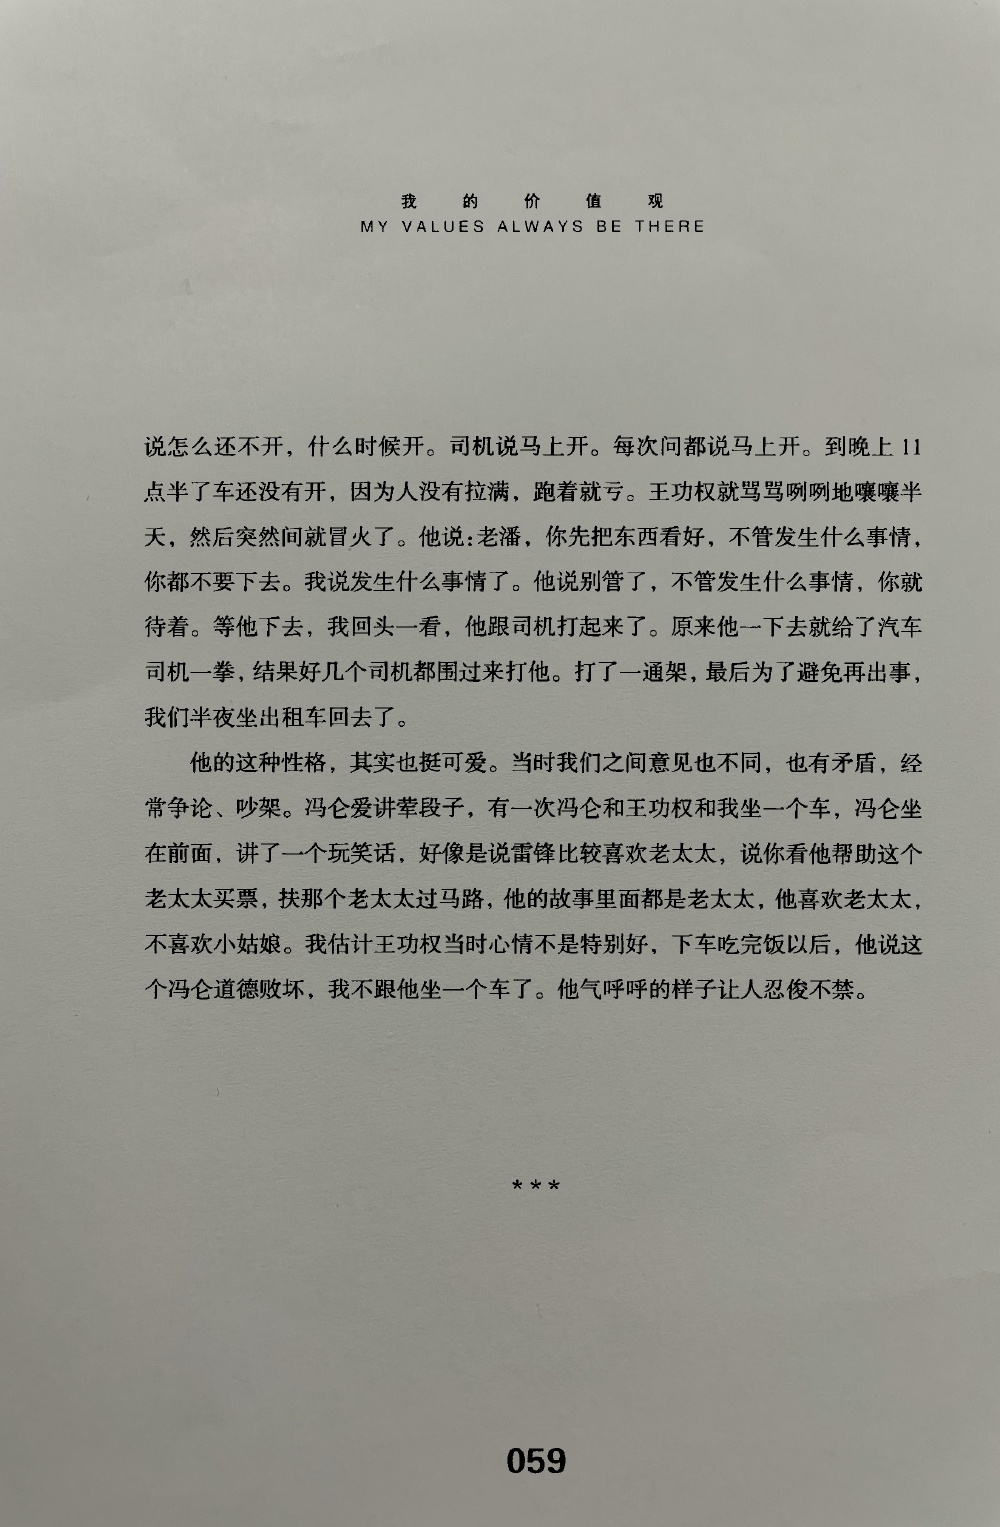 我的价值观
MY VALUES ALWAYS BE THERE
说怎么还不开，什么时候开。司机说马上开。每次问都说马上开。到晚上 11
点半了车还没有开，因为人没有拉满，跑着就亏。王功权就骂骂咧咧地嚷嚷半
天，然后突然间就冒火了。他说：老潘，你先把东西看好，不管发生什么事情，
你都不要下去。我说发生什么事情了。他说别管了，不管发生什么事情，你就
待着。等他下去，我回头一看，他跟司机打起来了。原来他一下去就给了汽车
司机一拳，结果好几个司机都围过来打他。打了一通架，最后为了避免再出事，
我们半夜坐出租车回去了。
他的这种性格，其实也挺可爱。当时我们之间意见也不同，也有矛盾，经
常争论、吵架。冯仑爱讲荤段子，有一次冯仑和王功权和我坐一个车，冯仑坐
在前面，讲了一个玩笑话，好像是说雷锋比较喜欢老太太，说你看他帮助这个
老太太买票，扶那个老太太过马路，他的故事里面都是老太太，他喜欢老太太，
不喜欢小姑娘。我估计王功权当时心情不是特别好，下车吃完饭以后，他说这
个冯仑道德败坏，我不跟他坐一个车了。他气呼呼的样子让人忍俊不禁。
***
059